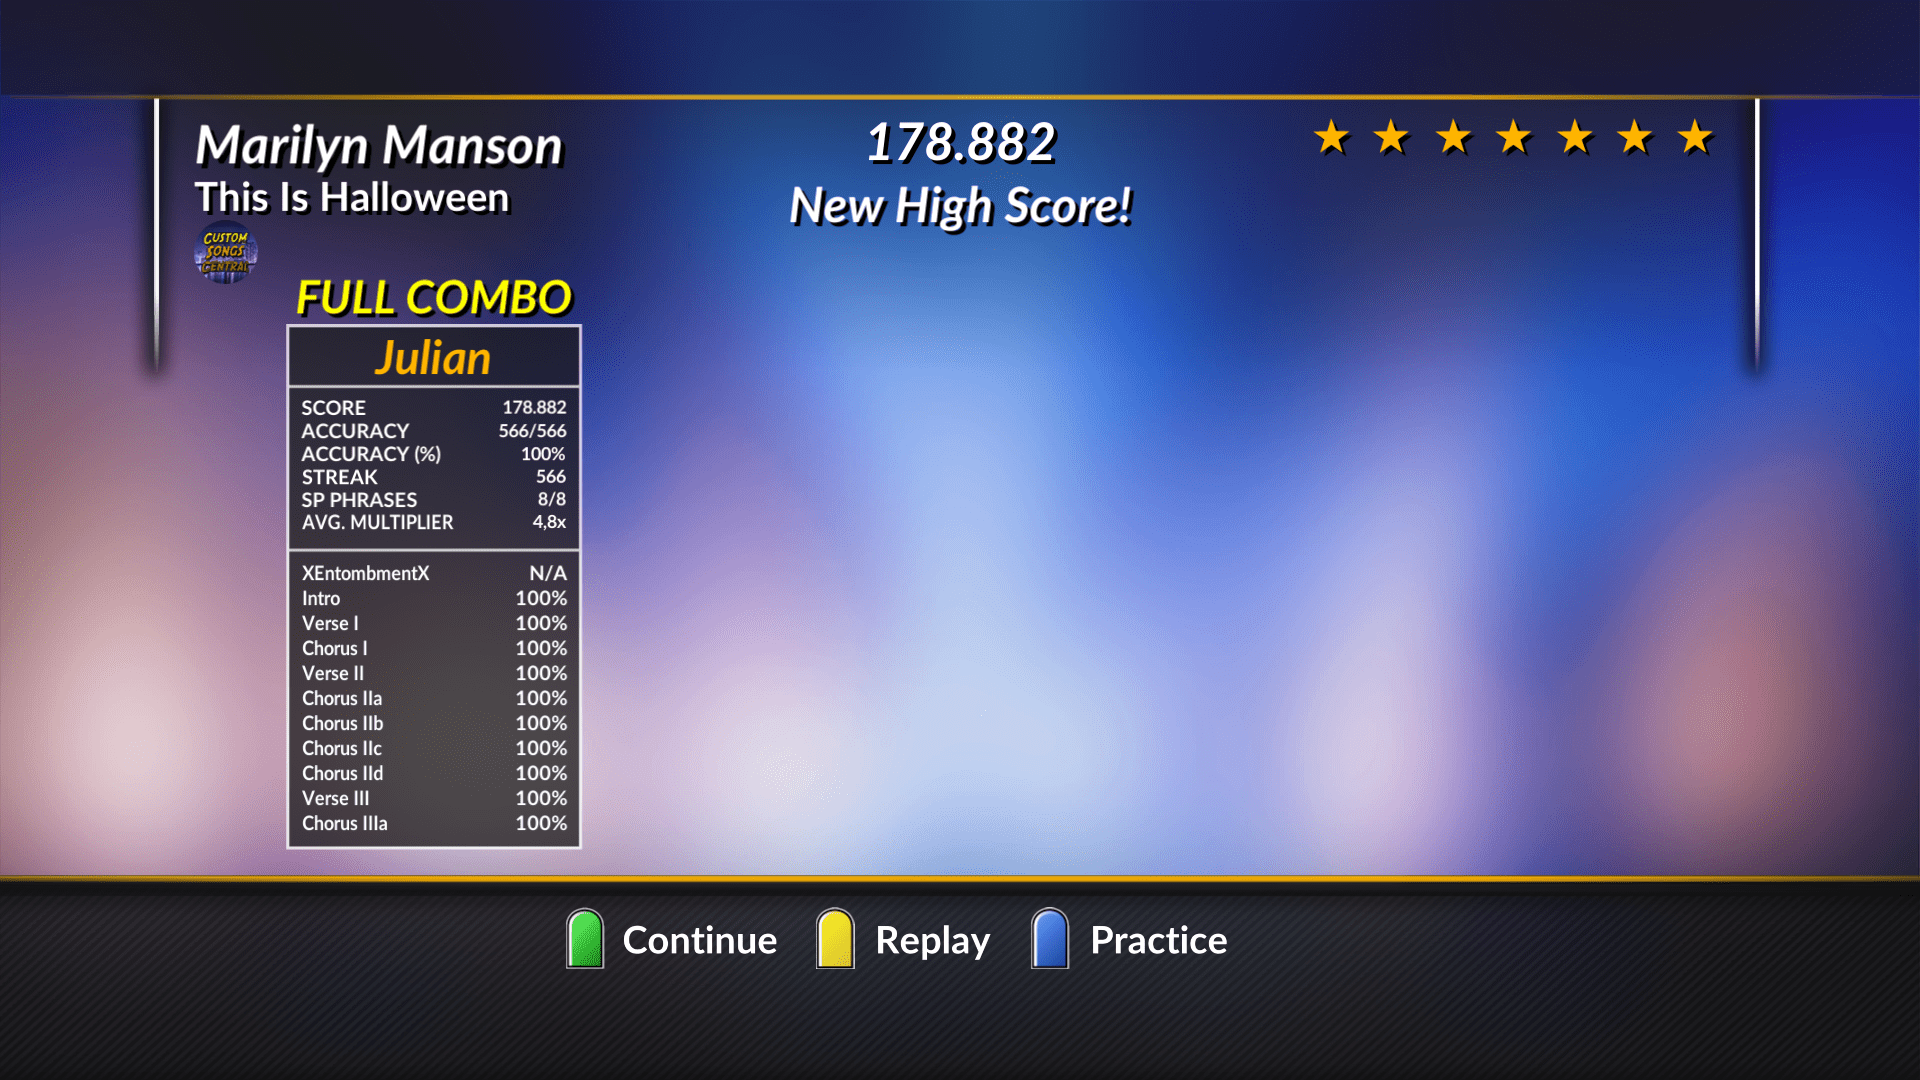 Marilyn Manson
This Is Halloween
178.882
New High Score!
CUSTOM
SONGS
CENTRAL
FULL COMBO
Julian
SCORE 178.882
ACCURACY 566/566
ACCURACY (%) 100%
STREAK 566
SP PHRASES 8/8
AVG. MULTIPLIER 4,8x
XEntombmentX N/A
Intro 100%
Verse I 100%
Chorus I 100%
Verse II 100%
Chorus IIa 100%
Chorus IIb 100%
Chorus IIc 100%
Chorus IId 100%
Verse III 100%
Chorus IIIa 100%
Continue Replay Practice